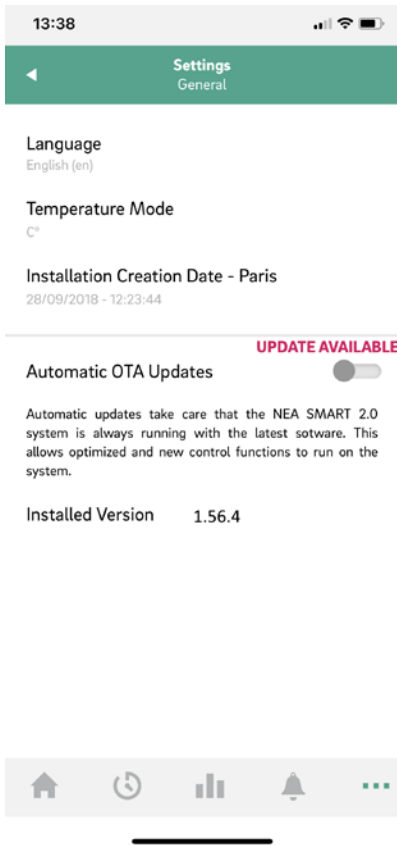 13:38
Settings
General
Language
English (en)
Temperature Mode
C°
Installation Creation Date - Paris
28/09/2018 - 12:23:44
UPDATE AVAILABLE
Automatic OTA Updates
Automatic updates take care that the NEA SMART 2.0
system is always running with the latest sotware. This
allows optimized and new control functions to run on the
system.
Installed Version 1.56.4